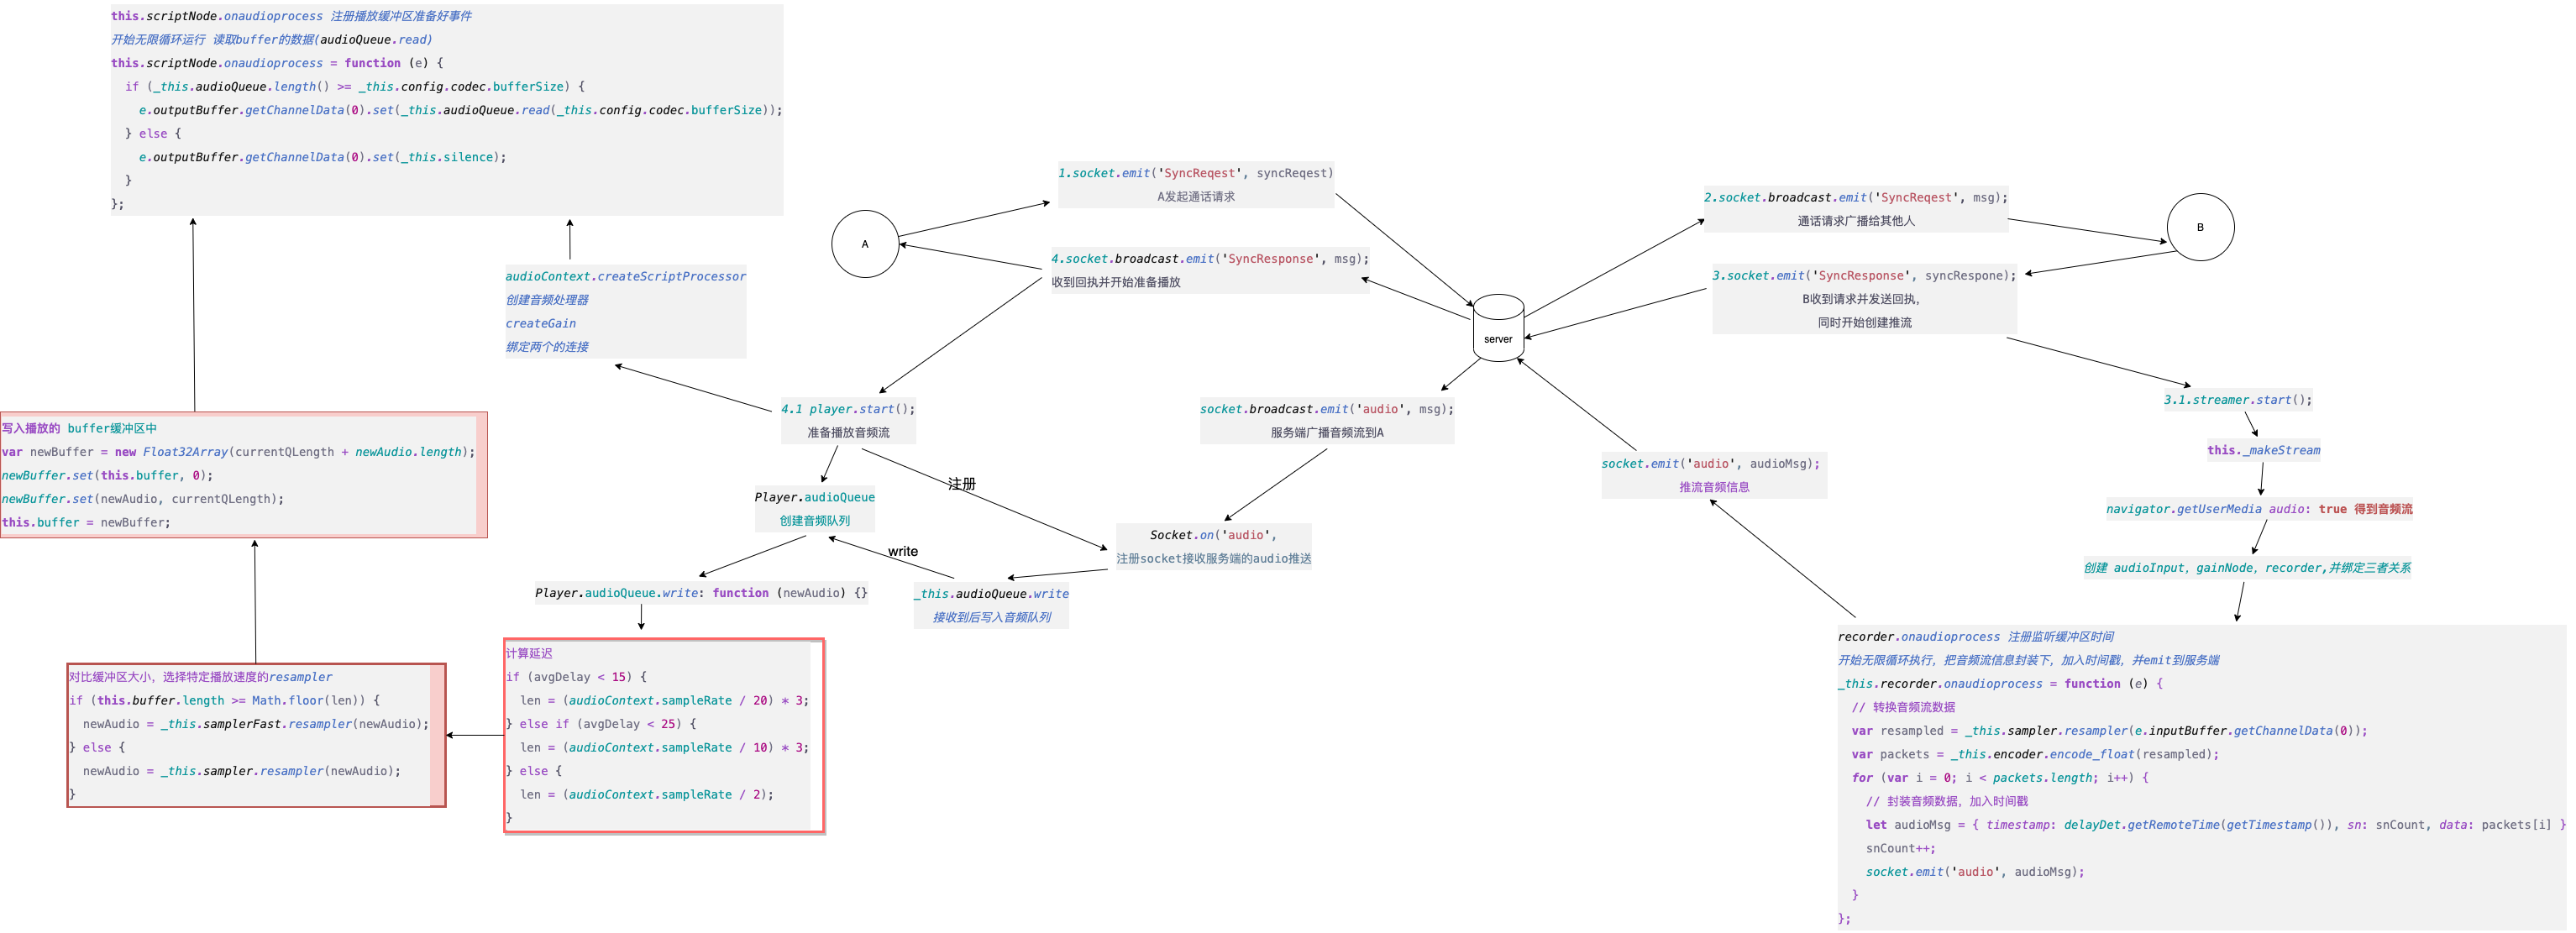 this.scriptNode.onaudioprocess 注册播放缓冲区准备好事件
开始无限循环运行 读取buffer的数据(audioQueue.read)
this.scriptNode.onaudioprocess = function (e) {
if (_this.audioQueue.length() >= _this.config.codec.bufferSize) {
e.outputBuffer.getChannelData(0).set(_this.audioQueue.read(_this.config.codec.bufferSize));
} else {
e.outputBuffer.getChannelData(0).set(_this.silence);
}
};
audioContext.createScriptProcessor
创建音频处理器
createGain
绑定两个的连接
写入播放的 buffer缓冲区中
var newBuffer = new Float32Array(currentQLength + newAudio.length);
newBuffer.set(this.buffer, 0);
newBuffer.set(newAudio, currentQLength);
this.buffer = newBuffer;
对比缓冲区大小，选择特定播放速度的resampler
if (this.buffer.length >= Math.floor(len)) {
newAudio = _this.samplerFast.resampler(newAudio);
} else {
newAudio = _this.sampler.resampler(newAudio);
}
计算延迟
if (avgDelay < 15) {
len = (audioContext.sampleRate / 20) * 3;
} else if (avgDelay < 25) {
len = (audioContext.sampleRate / 10) * 3;
} else {
len = (audioContext.sampleRate / 2);
}
A
1.socket.emit('SyncReqest', syncReqest)
A发起通话请求
4.socket.broadcast.emit('SyncResponse', msg);
收到回执并开始准备播放
4.1 player.start();
准备播放音频流
注册
Player.audioQueue
创建音频队列
write
Player.audioQueue.write: function (newAudio) {}
_this.audioQueue.write
接收到后写入音频队列
Socket.on('audio',
注册socket接收服务端的audio推送
socket.broadcast.emit('audio', msg);
服务端广播音频流到A
server
2.socket.broadcast.emit('SyncReqest', msg);
通话请求广播给其他人
B
3.socket.emit('SyncResponse', syncRespone);
B收到请求并发送回执，
同时开始创建推流
3.1.streamer.start();
this._makeStream
navigator.getUserMedia audio: true 得到音频流
创建 audioInput，gainNode，recorder,并绑定三者关系
socket.emit('audio', audioMsg);
推流音频信息
recorder.onaudioprocess 注册监听缓冲区时间
开始无限循环执行，把音频流信息封装下，加入时间戳，并emit到服务端
_this.recorder.onaudioprocess = function (e) {
// 转换音频流数据
var resampled = _this.sampler.resampler(e.inputBuffer.getChannelData(0));
var packets = _this.encoder.encode_float(resampled);
for (var i = 0; i < packets.length; i++) {
// 封装音频数据，加入时间戳
let audioMsg = { timestamp: delayDet.getRemoteTime(getTimestamp()), sn: snCount, data: packets[i] }
snCount++;
socket.emit('audio', audioMsg);
}
};